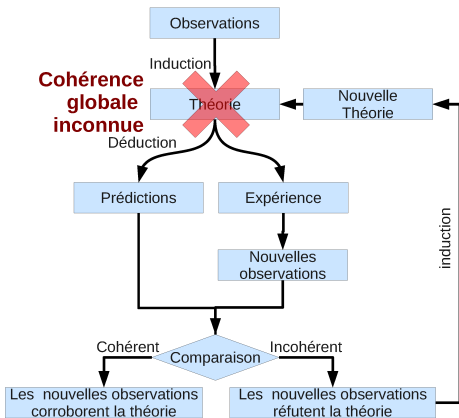 Observations
Induction
Cohérence
globale
inconnue
Théorie
Nouvelle
Théorie
Déduction
Prédictions
Expérience
induction
Nouvelles
observations
Cohérent
Incohérent
Comparaison
Les nouvelles observations
corroborent la théorie
Les nouvelles observations
réfutent la théorie